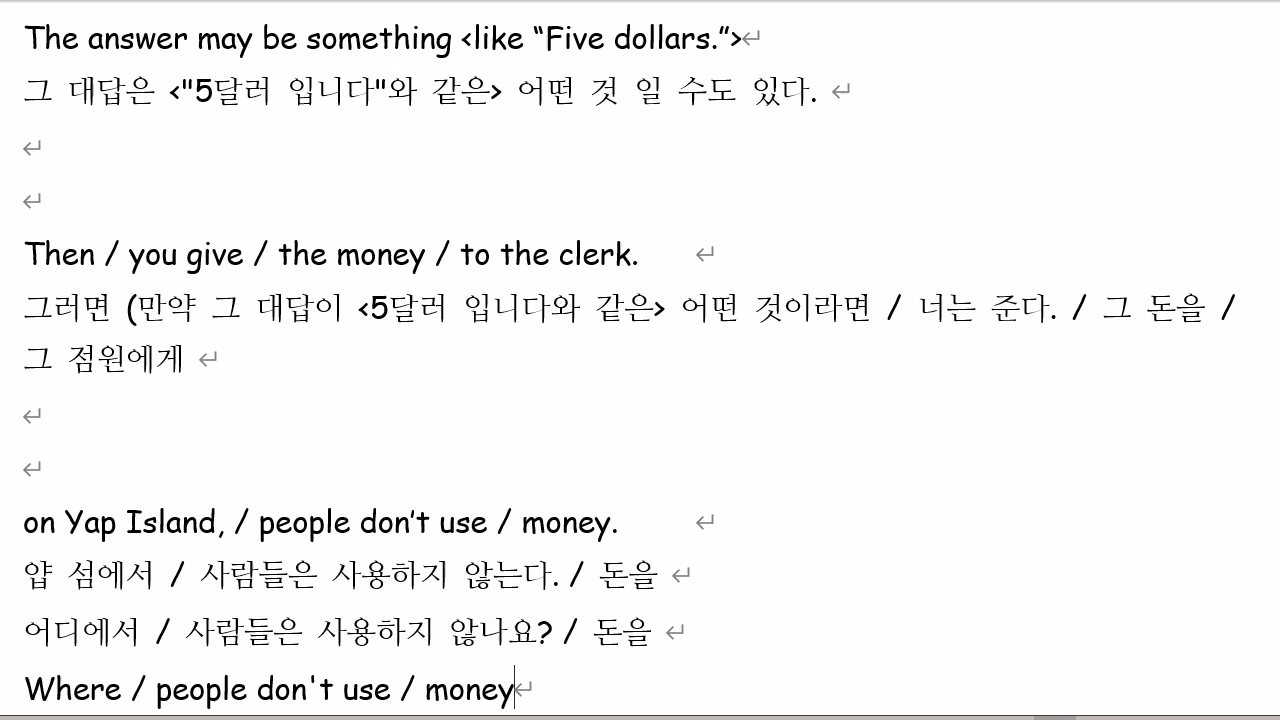 The answer may be something <like “Five dollars.”>
그 대답은 <"5달러 입니다"와 같은> 어떤 것 일 수도 있다.
Then / you give / the money / to the clerk.
그러면 (만약 그 대답이 <5달러 입니다와 같은> 어떤 것이라면 / 너는 준다. / 그 돈을 /
그 점원에게
on Yap Island, / people don’t use / money.
얍 섬에서 / 사람들은 사용하지 않는다. / 돈을
어디에서 / 사람들은 사용하지 않나요? / 돈을
Where / people don't use / money